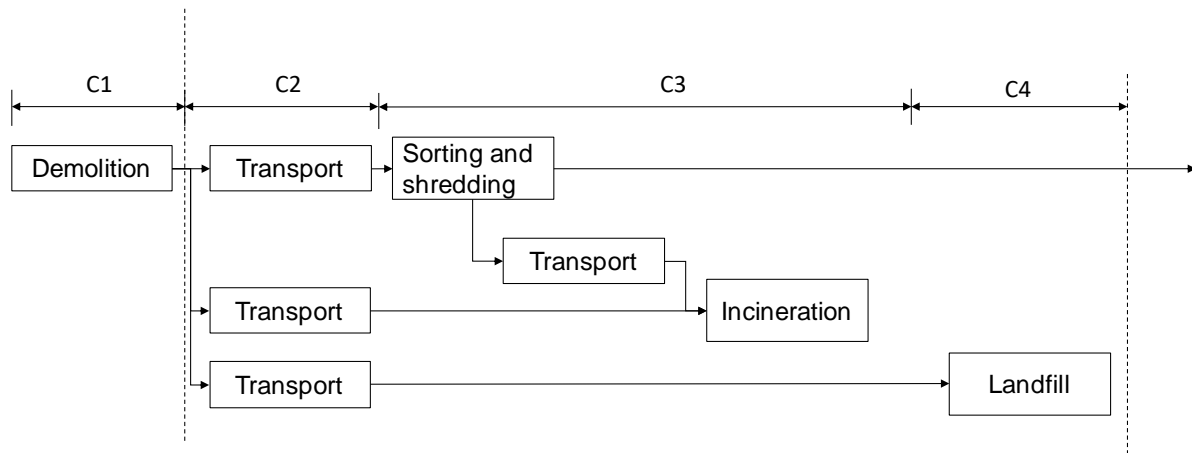 C1
C2
C3
C4
Demolition
Transport
Sorting and
shredding
Transport
Transport
Incineration
Transport
Landfill